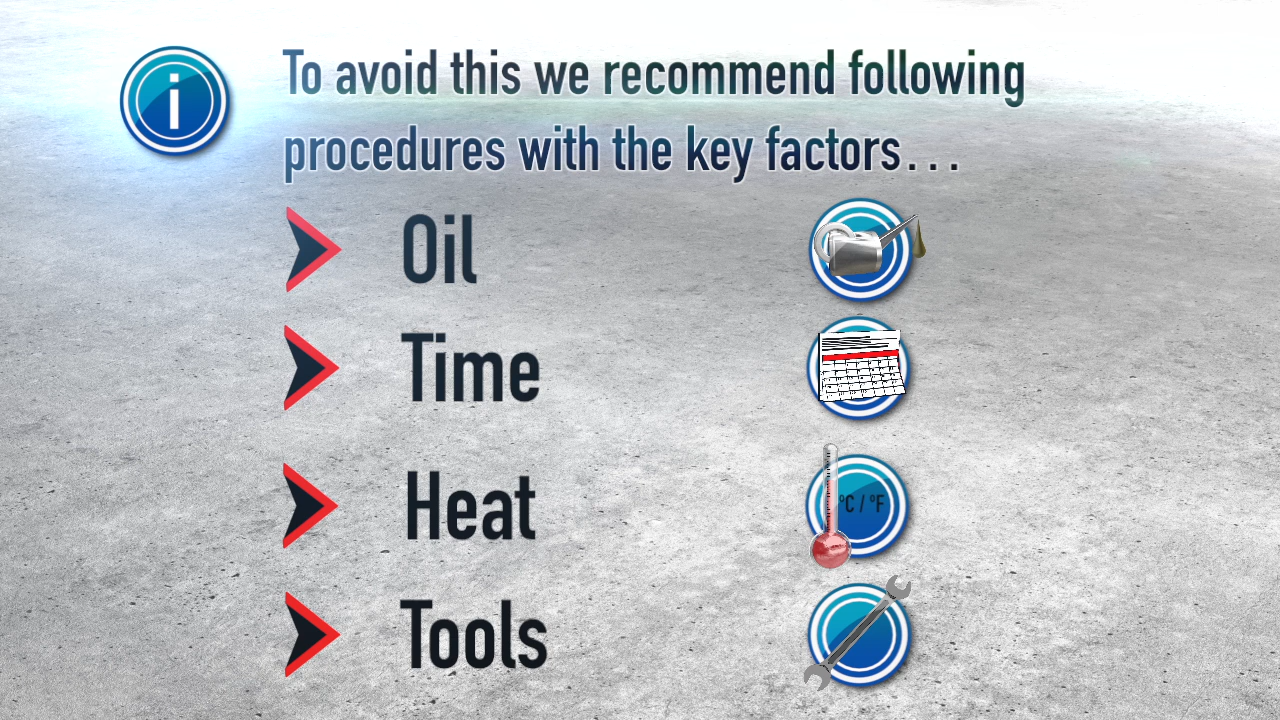 i
To avoid this we recommend following
procedures with the key factors...
Oil
Time
Heat
°C / °F
Tools